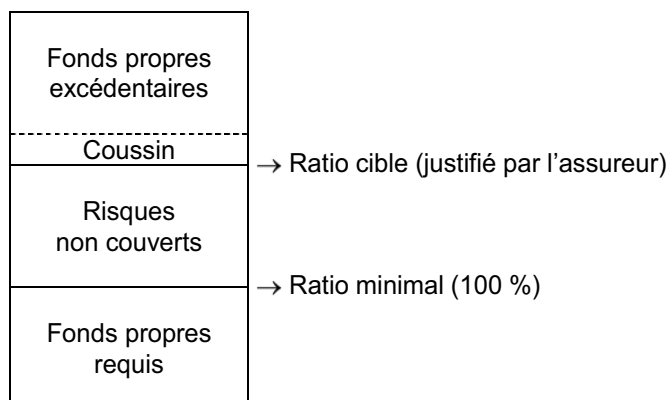 Fonds propres
excédentaires
Coussin
→ Ratio cible (justifié par l’assureur)
Risques
non couverts
→ Ratio minimal (100 %)
Fonds propres
requis